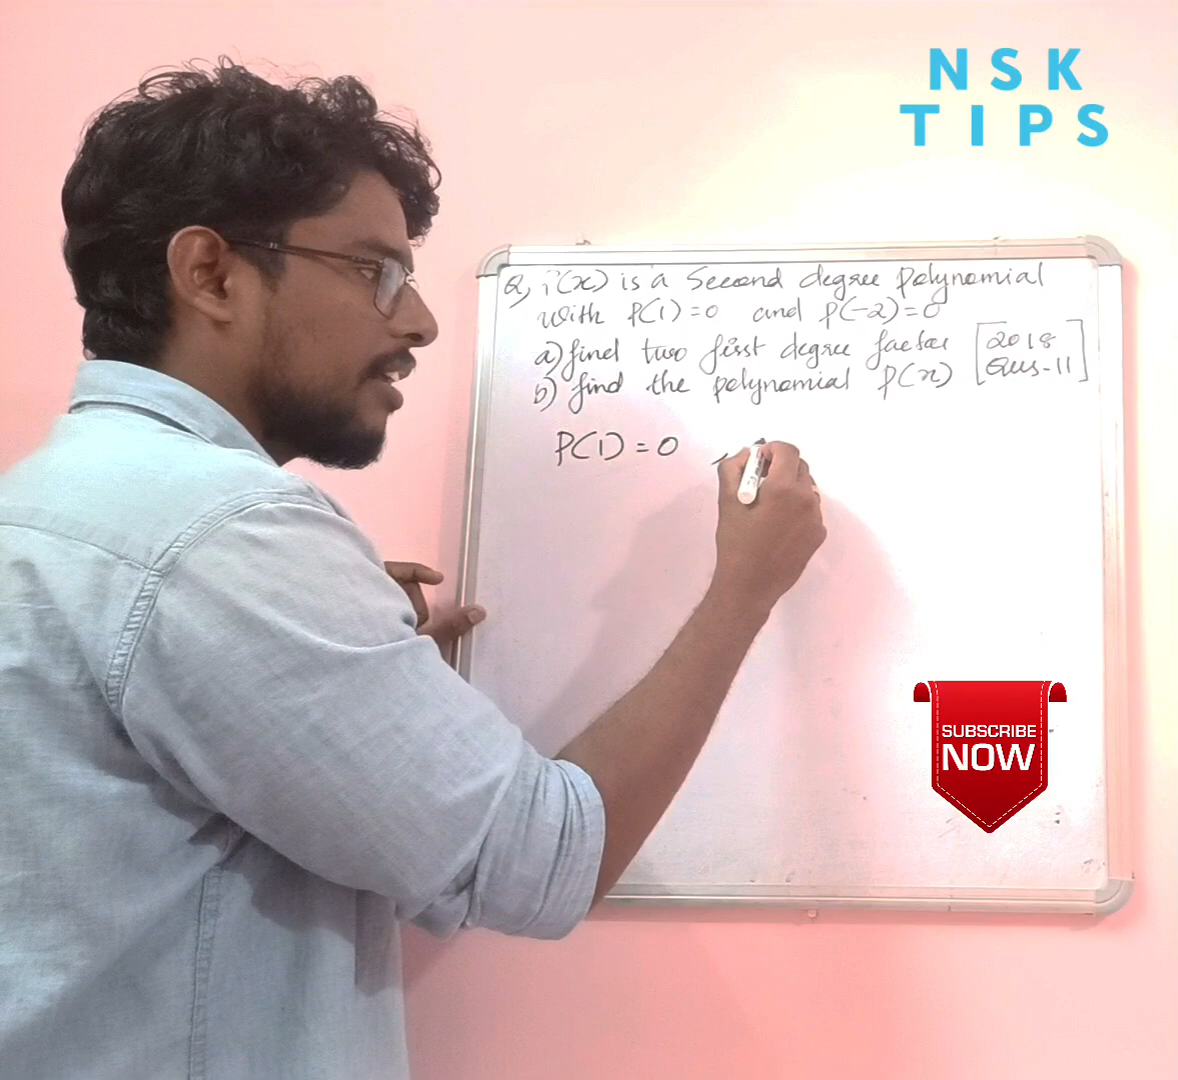 NSK
TIPS
Q, P(x) is a Second degree polynomial
with P(1)=0 and P(-2)=0
a) find two first degree factor [2018
b) find the polynomial P(x) Qus-11]
P(1) = 0
SUBSCRIBE
NOW